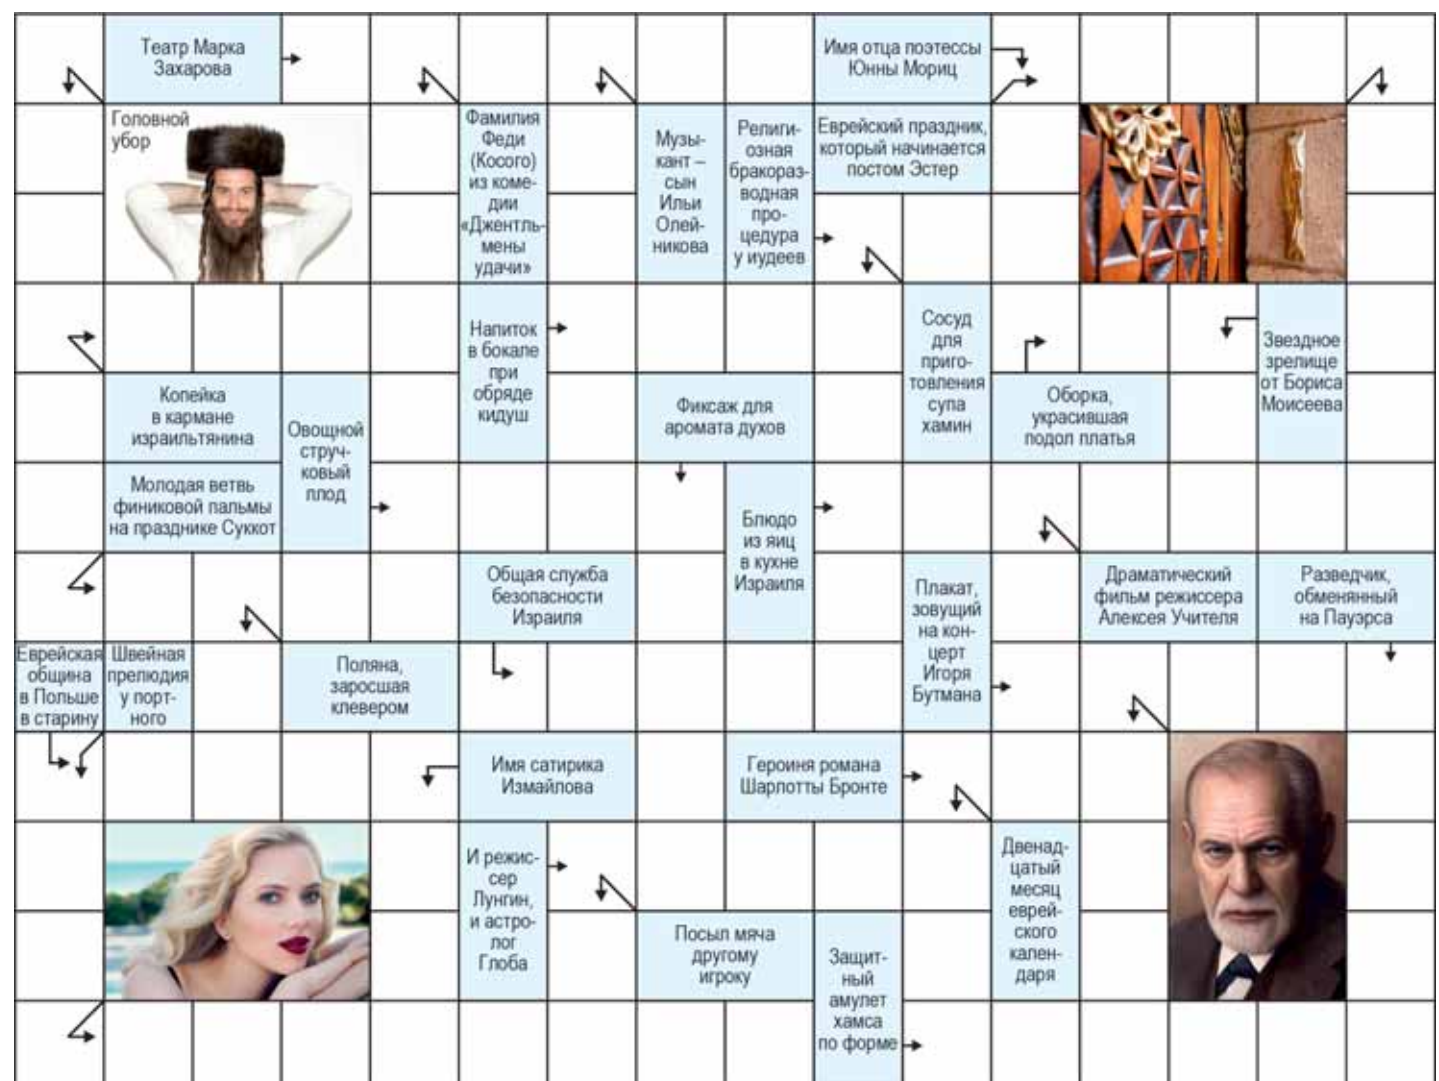 Театр Марка
Захарова
Имя отца поэтессы
Юнны Мориц
Головной
убор
Фамилия
Феди
(Косого)
из коме-
дии
«Джентль-
мены
удачи»
Музы-
кант –
сын
Ильи
Олей-
никова
Религи-
озная
бракораз-
водная
про-
цедура
у иудеев
Еврейский праздник,
который начинается
постом Эстер
Напиток
в бокале
при
обряде
кидуш
Сосуд
для
приго-
товления
супа
хамин
Звездное
зрелище
от Бориса
Моисеева
Копейка
в кармане
израильтянина
Овощной
струч-
ковый
плод
Фиксаж для
аромата духов
Оборка,
украсившая
подол платья
Молодая ветвь
финиковой пальмы
на празднике Суккот
Блюдо
из яиц
в кухне
Израиля
Общая служба
безопасности
Израиля
Плакат,
зовущий
на кон-
церт
Игоря
Бутмана
Драматический
фильм режиссера
Алексея Учителя
Разведчик,
обменянный
на Пауэрса
Еврейская
община
в Польше
в старину
Швейная
прелюдия
у порт-
ного
Поляна,
заросшая
клевером
Имя сатирика
Измайлова
Героиня романа
Шарлотты Бронте
И режис-
сер
Лунгин,
и астро-
лог
Глоба
Двенад-
цатый
месяц
еврей-
ского
кален-
даря
Посыл мяча
другому
игроку
Защит-
ный
амулет
хамса
по форме